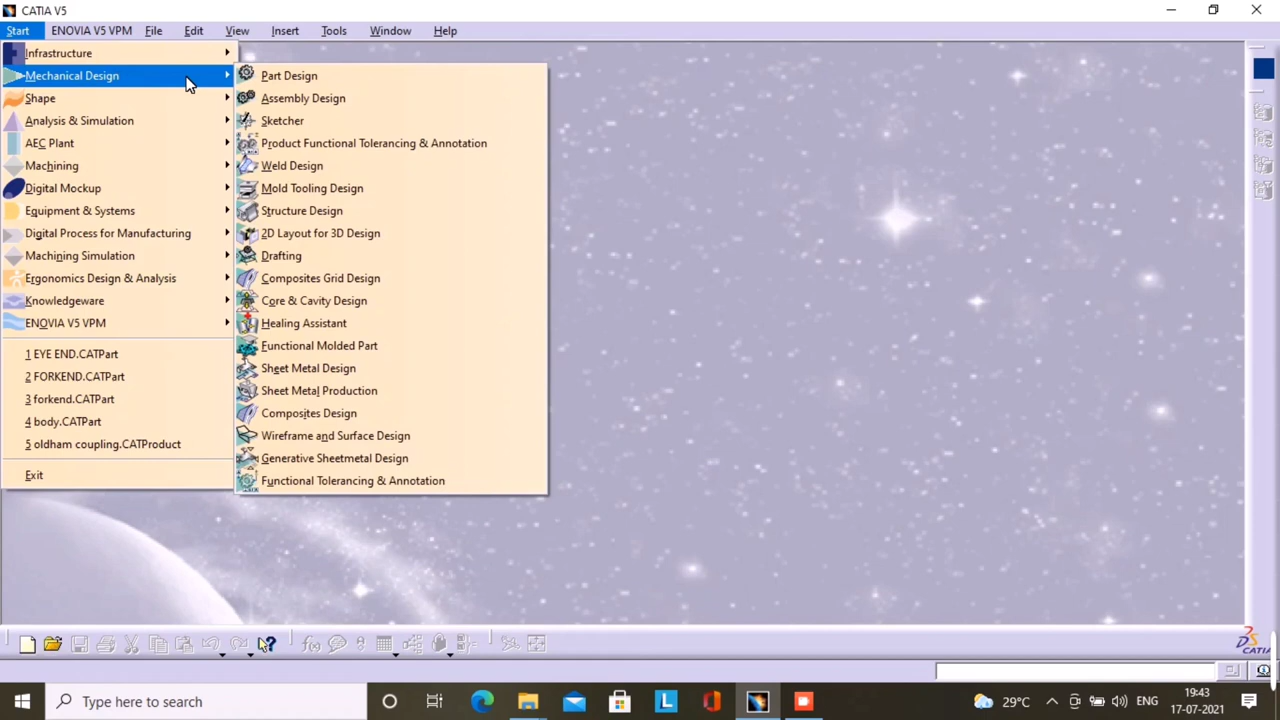 CATIA V5
Start ENOVIA V5 VPM File Edit View Insert Tools Window Help
Infrastructure
Mechanical Design
Shape
Analysis & Simulation
AEC Plant
Machining
Digital Mockup
Equipment & Systems
Digital Process for Manufacturing
Machining Simulation
Ergonomics Design & Analysis
Knowledgeware
ENOVIA V5 VPM
1 EYE END.CATPart
2 FORKEND.CATPart
3 forkend.CATPart
4 body.CATPart
5 oldham coupling.CATProduct
Exit
Part Design
Assembly Design
Sketcher
Product Functional Tolerancing & Annotation
Weld Design
Mold Tooling Design
Structure Design
2D Layout for 3D Design
Drafting
Composites Grid Design
Core & Cavity Design
Healing Assistant
Functional Molded Part
Sheet Metal Design
Sheet Metal Production
Composites Design
Wireframe and Surface Design
Generative Sheetmetal Design
Functional Tolerancing & Annotation
f(x)
CATIA
Type here to search
L
29°C
ENG
19:43
17-07-2021